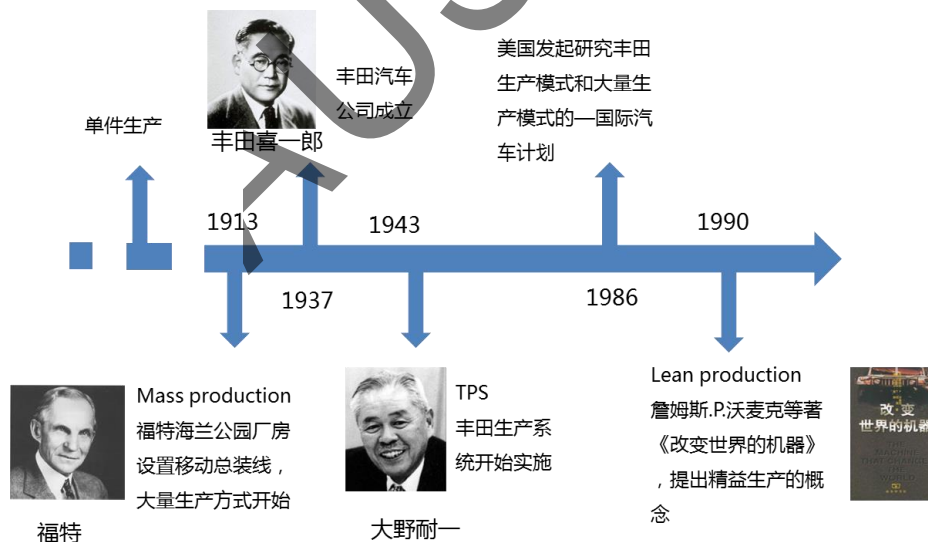 单件生产
丰田喜一郎
丰田汽车
公司成立
美国发起研究丰田
生产模式和大量生
产模式的—国际汽
车计划
1913
1943
1990
1937
1986
Mass production
福特海兰公园厂房
设置移动总装线，
大量生产方式开始
福特
TPS
丰田生产系
统开始实施
大野耐一
Lean production
詹姆斯.P.沃麦克等著
《改变世界的机器》
，提出精益生产的概
念
改·变
世界的机器
THE
MACHINE
THAT CHANGED
THE
WORLD